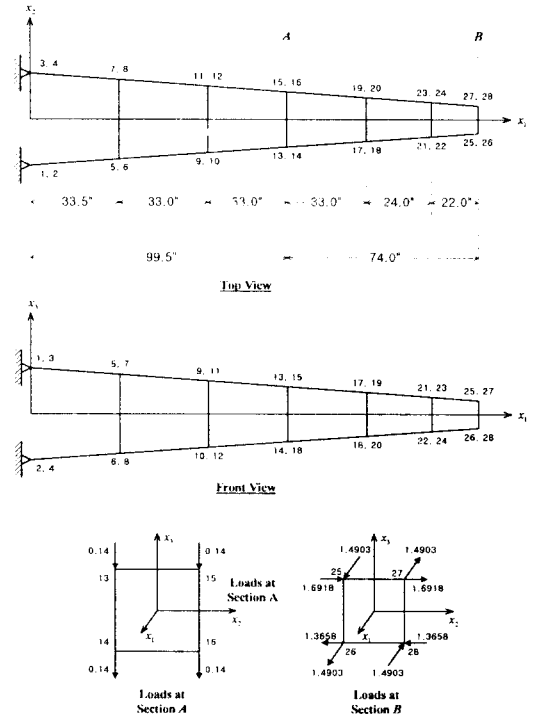 x₂
A
B
3, 4
7, 8
11, 12
15, 16
19, 20
23, 24
27, 28
x₁
1, 2
5, 6
9, 10
13, 14
17, 18
21, 22
25, 26
33.5" 33.0" 33.0" 33.0" 24.0" 22.0"
99.5" 74.0"
Top View
x₃
1, 3
5, 7
9, 11
13, 15
17, 19
21, 23
25, 27
x₁
2, 4
6, 8
10, 12
14, 16
18, 20
22, 24
26, 28
Front View
x₃
0.14 0.14
13 15
Loads at
Section A
x₂
x₁
14 16
0.14 0.14
Loads at
Section A
x₃
1.4903 1.4903
25 27
1.6918 1.6918
x₂
1.3658 1.3658
x₁
26 28
1.4903 1.4903
Loads at
Section B